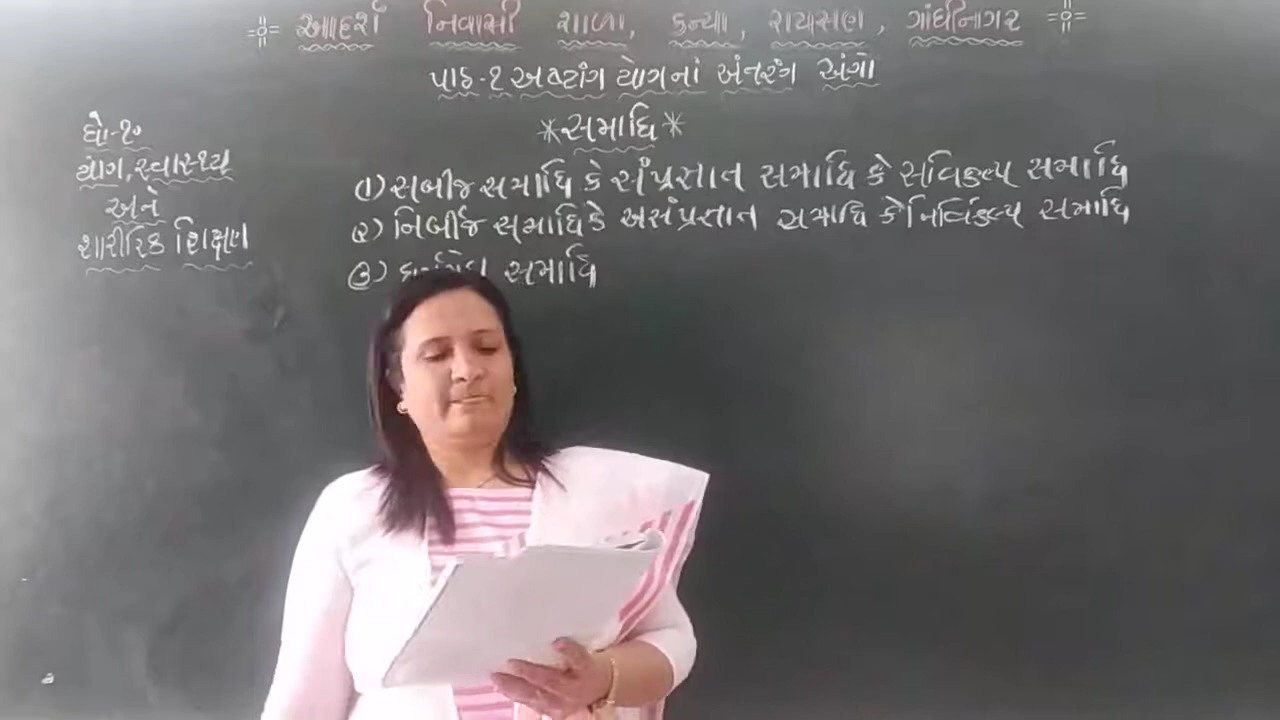 આદર્શ નિવાસી શાળા, કન્યા, રાયસણ, ગાંધીનગર
પાઠ-૧ અષ્ટાંગ યોગનાં અંતરંગ અંગો
*સમાધિ*
ધો-૧૦
યોગ, સ્વાસ્થ્ય
અને
શારીરિક શિક્ષણ
(૧) સબીજ સમાધિ કે સંપ્રજ્ઞાત સમાધિ કે સવિકલ્પ સમાધિ
(૨) નિર્બીજ સમાધિ કે અસંપ્રજ્ઞાત સમાધિ કે નિર્વિકલ્પ સમાધિ
(૩) સમાધિ